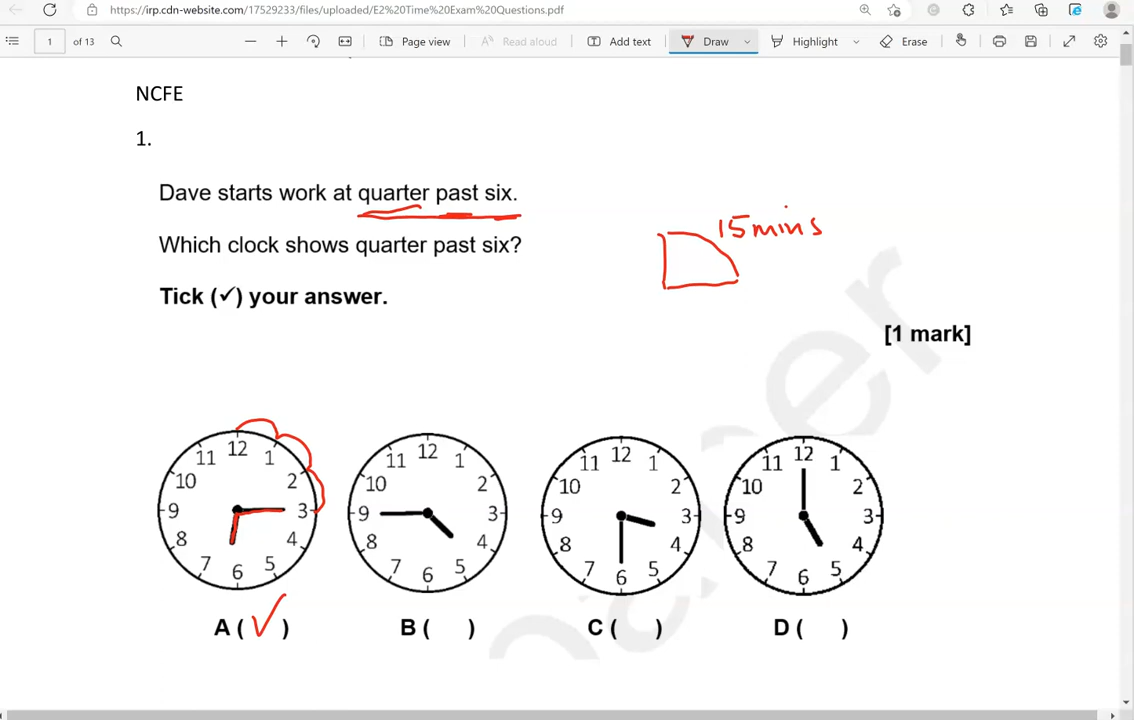 https://irp.cdn-website.com/17529233/files/uploaded/E2%20Time%20Exam%20Questions.pdf
1 of 13 Page view Read aloud Add text Draw Highlight Erase
NCFE
1.
Dave starts work at quarter past six.
15 mins
Which clock shows quarter past six?
Tick (✓) your answer.
[1 mark]
12 1 2 3 4 5 6 7 8 9 10 11
12 1 2 3 4 5 6 7 8 9 10 11
12 1 2 3 4 5 6 7 8 9 10 11
12 1 2 3 4 5 6 7 8 9 10 11
A (✓) B ( ) C ( ) D ( )